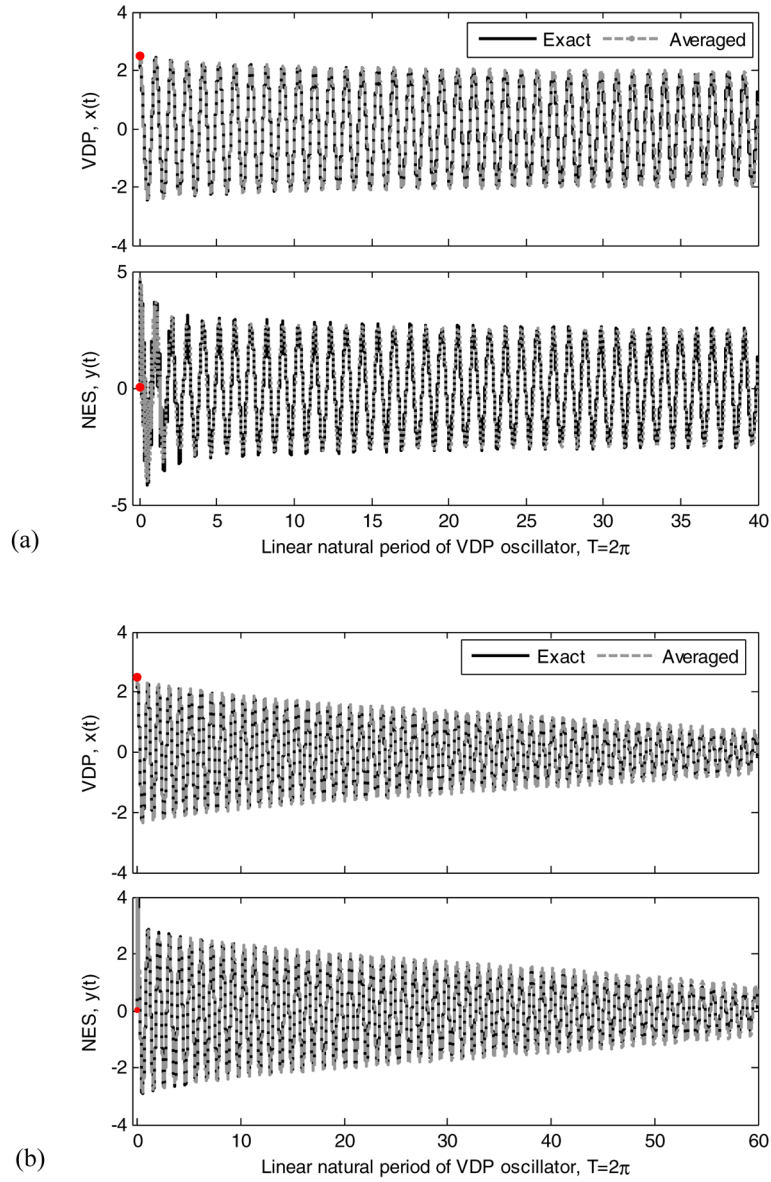 4
2
0
-2
-4
VDP, x(t)
Exact
Averaged
5
0
-5
NES, y(t)
0 5 10 15 20 25 30 35 40
(a)
Linear natural period of VDP oscillator, T=2π
4
2
0
-2
-4
VDP, x(t)
Exact
Averaged
4
2
0
-2
-4
NES, y(t)
0 10 20 30 40 50 60
(b)
Linear natural period of VDP oscillator, T=2π